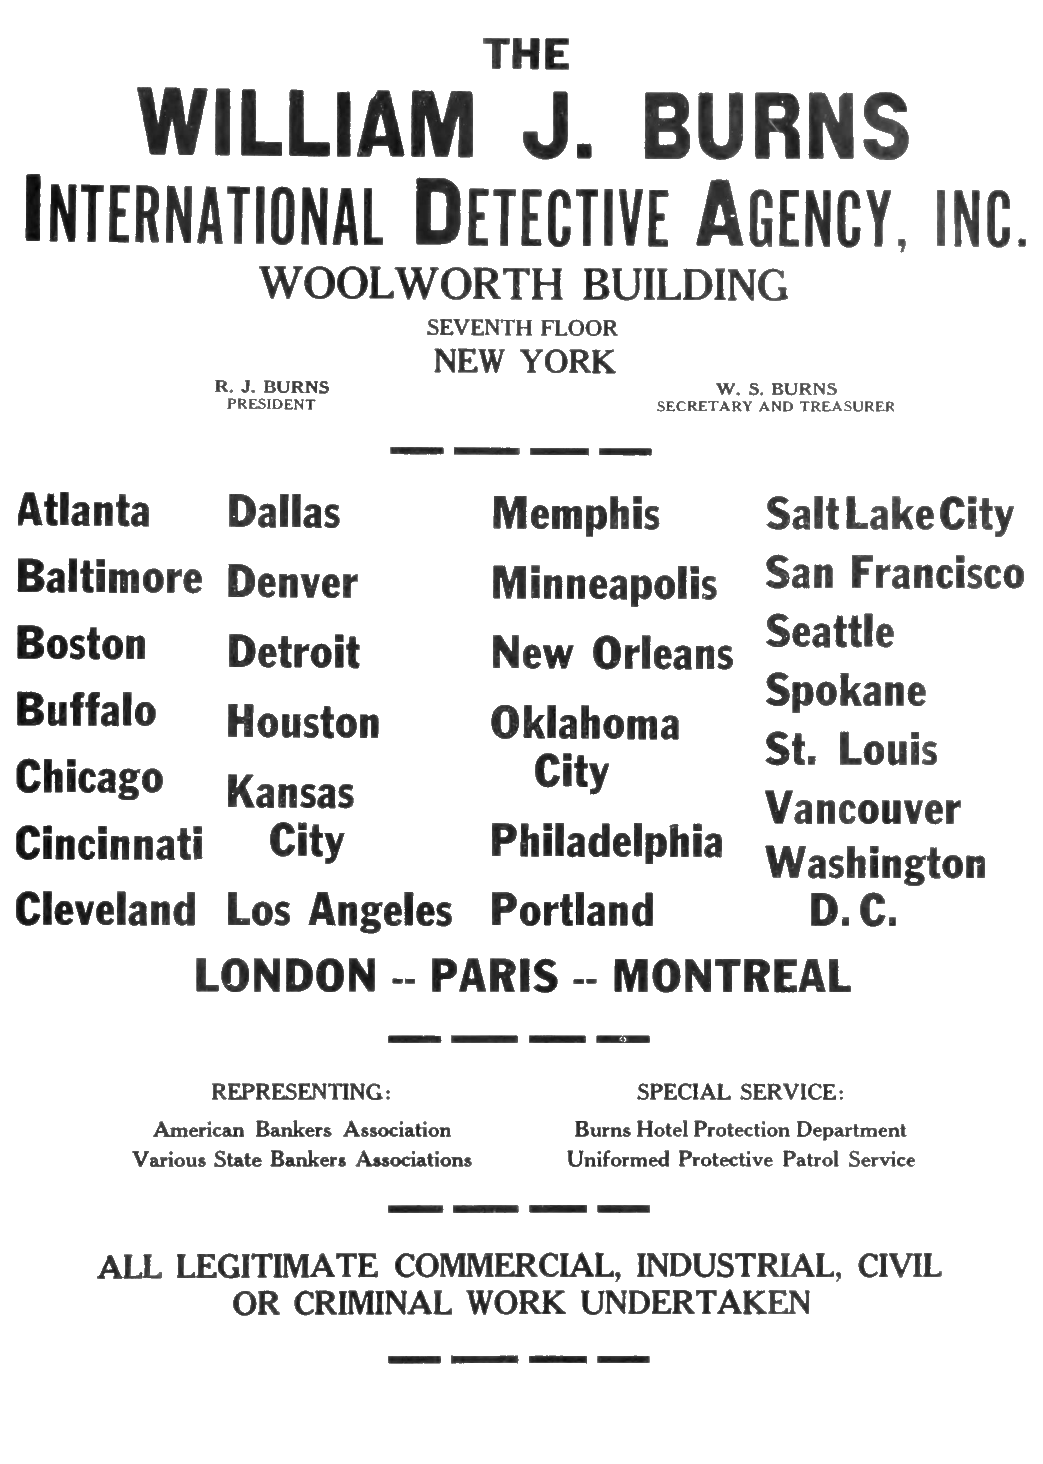 THE
WILLIAM J. BURNS
INTERNATIONAL DETECTIVE AGENCY, INC.
WOOLWORTH BUILDING
SEVENTH FLOOR
NEW YORK
R. J. BURNS
PRESIDENT
W. S. BURNS
SECRETARY AND TREASURER
Atlanta
Baltimore
Boston
Buffalo
Chicago
Cincinnati
Cleveland
Dallas
Denver
Detroit
Houston
Kansas
City
Los Angeles
Memphis
Minneapolis
New Orleans
Oklahoma
City
Philadelphia
Portland
Salt Lake City
San Francisco
Seattle
Spokane
St. Louis
Vancouver
Washington
D. C.
LONDON -- PARIS -- MONTREAL
REPRESENTING:
American Bankers Association
Various State Bankers Associations
SPECIAL SERVICE:
Burns Hotel Protection Department
Uniformed Protective Patrol Service
ALL LEGITIMATE COMMERCIAL, INDUSTRIAL, CIVIL
OR CRIMINAL WORK UNDERTAKEN